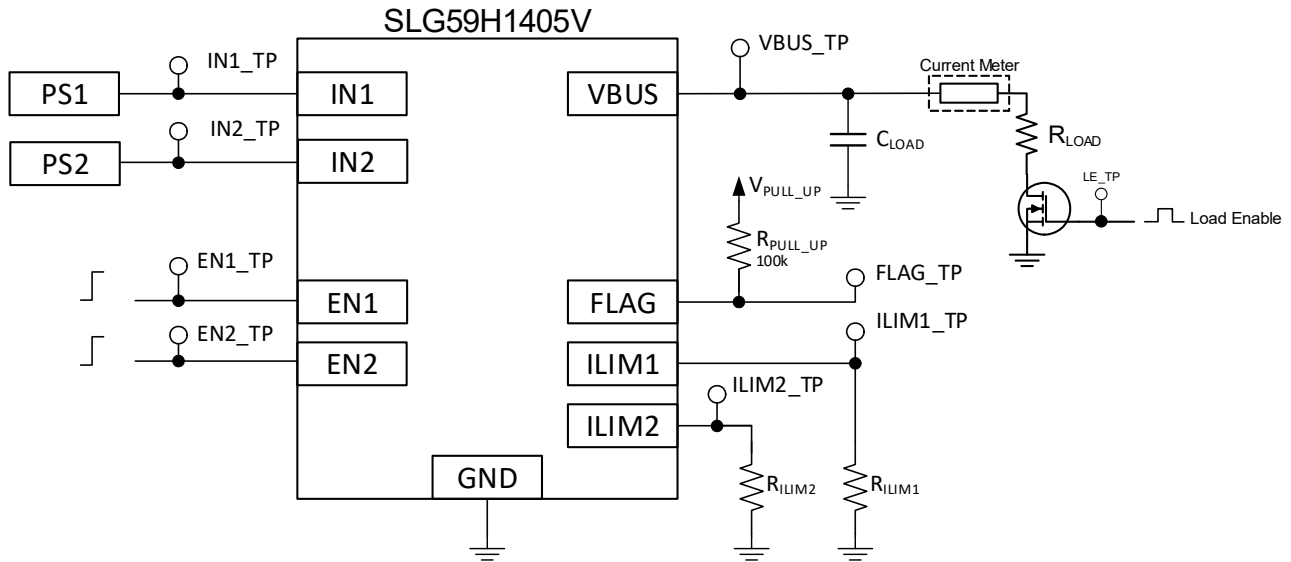 SLG59H1405V
IN1_TP
PS1
IN1
IN2_TP
PS2
IN2
EN1_TP
EN1
EN2_TP
EN2
GND
VBUS
VBUS_TP
Current Meter
CLOAD
RLOAD
LE_TP
Load Enable
VPULL_UP
RPULL_UP
100k
FLAG
FLAG_TP
ILIM1
ILIM1_TP
ILIM2
ILIM2_TP
RILIM2
RILIM1